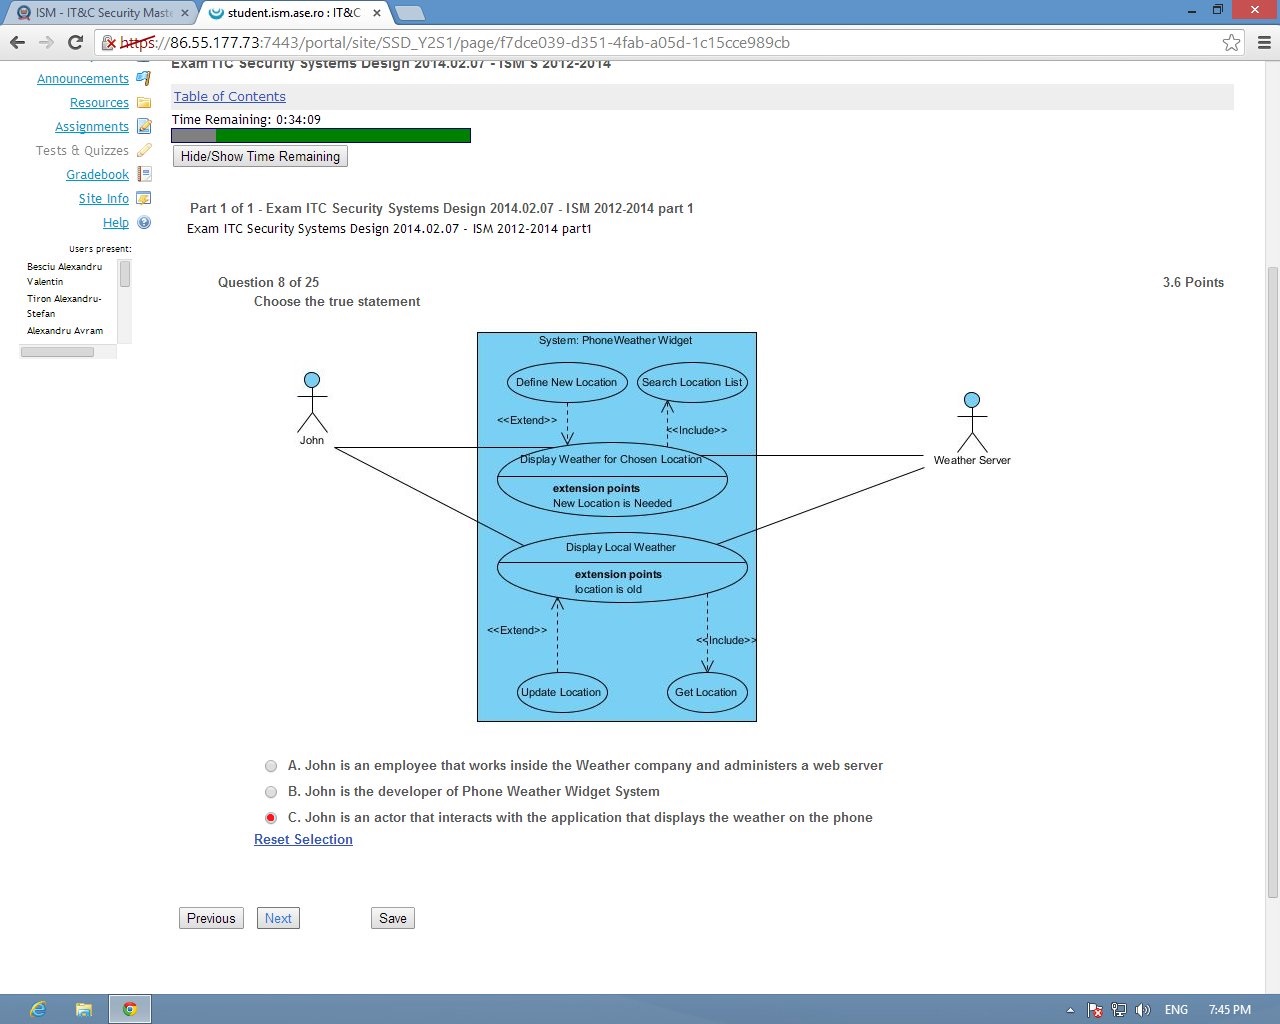 ISM - IT&C Security Maste
student.ism.ase.ro : IT&C
https://86.55.177.73:7443/portal/site/SSD_Y2S1/page/f7dce039-d351-4fab-a05d-1c15cce989cb
Exam ITC Security Systems Design 2014.02.07 - ISM S 2012-2014
Announcements
Resources
Assignments
Tests & Quizzes
Gradebook
Site Info
Help
Users present:
Besciu Alexandru
Valentin
Tiron Alexandru-
Stefan
Alexandru Avram
Table of Contents
Time Remaining: 0:34:09
Hide/Show Time Remaining
Part 1 of 1 - Exam ITC Security Systems Design 2014.02.07 - ISM 2012-2014 part 1
Exam ITC Security Systems Design 2014.02.07 - ISM 2012-2014 part1
Question 8 of 25
3.6 Points
Choose the true statement
System: PhoneWeather Widget
Define New Location
Search Location List
<<Extend>>
<<Include>>
John
Weather Server
Display Weather for Chosen Location
extension points
New Location is Needed
Display Local Weather
extension points
location is old
<<Extend>>
<<Include>>
Update Location
Get Location
A. John is an employee that works inside the Weather company and administers a web server
B. John is the developer of Phone Weather Widget System
C. John is an actor that interacts with the application that displays the weather on the phone
Reset Selection
Previous
Next
Save
ENG
7:45 PM